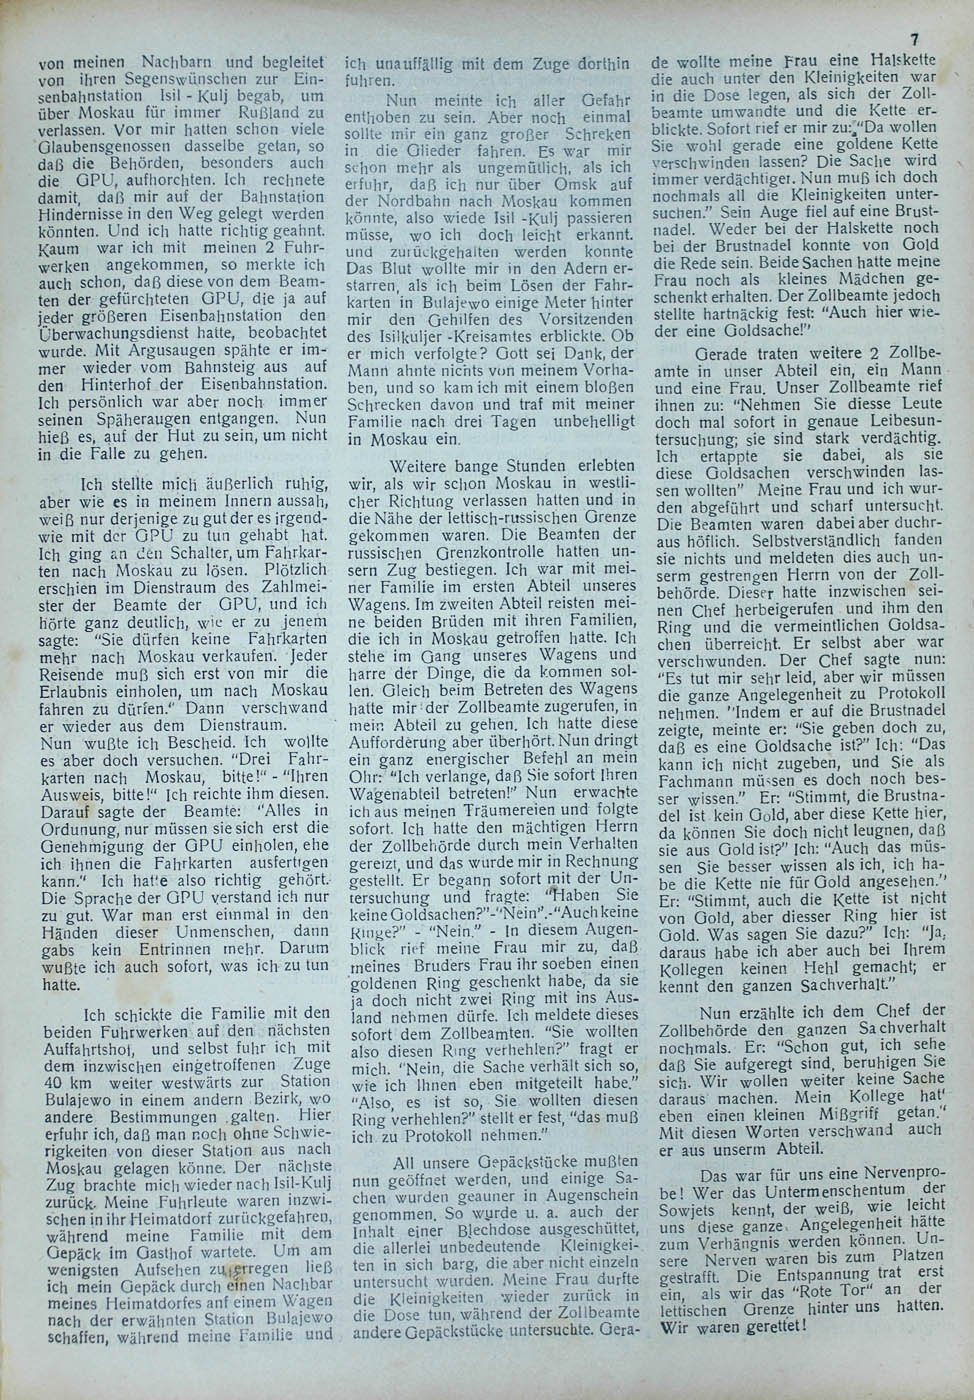 7
von meinen Nachbarn und begleitet
von ihren Segenswünschen zur Ein-
senbahnstation Isil - Kulj begab, um
über Moskau für immer Rußland zu
verlassen. Vor mir hatten schon viele
Glaubensgenossen dasselbe getan, so
daß die Behörden, besonders auch
die GPU, aufhorchten. Ich rechnete
damit, daß mir auf der Bahnstation
Hindernisse in den Weg gelegt werden
könnten. Und ich hatte richtig geahnt.
Kaum war ich mit meinen 2 Fuhr-
werken angekommen, so merkte ich
auch schon, daß diese von dem Beam-
ten der gefürchteten GPU, die ja auf
jeder größeren Eisenbahnstation den
Überwachungsdienst hatte, beobachtet
wurde. Mit Argusaugen spähte er im-
mer wieder vom Bahnsteig aus auf
den Hinterhof der Eisenbahnstation.
Ich persönlich war aber noch immer
seinen Späheraugen entgangen. Nun
hieß es, auf der Hut zu sein, um nicht
in die Falle zu gehen.
Ich stellte mich äußerlich ruhig,
aber wie es in meinem Innern aussah,
weiß nur derjenige zu gut der es irgend-
wie mit der GPU zu tun gehabt hat.
Ich ging an den Schalter, um Fahrkar-
ten nach Moskau zu lösen. Plötzlich
erschien im Dienstraum des Zahlmei-
ster der Beamte der GPU, und ich
hörte ganz deutlich, wie er zu jenem
sagte: "Sie dürfen keine Fahrkarten
mehr nach Moskau verkaufen. Jeder
Reisende muß sich erst von mir die
Erlaubnis einholen, um nach Moskau
fahren zu dürfen." Dann verschwand
er wieder aus dem Dienstraum.
Nun wußte ich Bescheid. Ich wollte
es aber doch versuchen. "Drei Fahr-
karten nach Moskau, bitte!" - "Ihren
Ausweis, bitte!" Ich reichte ihm diesen.
Darauf sagte der Beamte: "Alles in
Ordunung, nur müssen sie sich erst die
Genehmigung der GPU einholen, ehe
ich ihnen die Fahrkarten ausfertigen
kann." Ich hatte also richtig gehört.
Die Sprache der GPU verstand ich nur
zu gut. War man erst einmal in den
Händen dieser Unmenschen, dann
gabs kein Entrinnen mehr. Darum
wußte ich auch sofort, was ich zu tun
hatte.
Ich schickte die Familie mit den
beiden Fuhrwerken auf den nächsten
Auffahrtshof, und selbst fuhr ich mit
dem inzwischen eingetroffenen Zuge
40 km weiter westwärts zur Station
Bulajewo in einem andern Bezirk, wo
andere Bestimmungen galten. Hier
erfuhr ich, daß man noch ohne Schwie-
rigkeiten von dieser Station aus nach
Moskau gelagen könne. Der nächste
Zug brachte mich wieder nach Isil-Kulj
zurück. Meine Fuhrleute waren inzwi-
schen in ihr Heimatdorf zurückgefahren,
während meine Familie mit dem
Gepäck im Gasthof wartete. Um am
wenigsten Aufsehen zu erregen ließ
ich mein Gepäck durch einen Nachbar
meines Heimatdorfes anf einem Wagen
nach der erwähnten Station Bulajewo
schaffen, während meine Familie und
ich unauffällig mit dem Zuge dorthin
fuhren.
Nun meinte ich aller Gefahr
enthoben zu sein. Aber noch einmal
sollte mir ein ganz großer Schreken
in die Glieder fahren. Es war mir
schon mehr als ungemütlich, als ich
erfuhr, daß ich nur über Omsk auf
der Nordbahn nach Moskau kommen
könnte, also wiede Isil -Kulj passieren
müsse, wo ich doch leicht erkannt.
und zurückgehalten werden konnte
Das Blut wollte mir in den Adern er-
starren, als ich beim Lösen der Fahr-
karten in Bulajewo einige Meter hinter
mir den Gehilfen des Vorsitzenden
des Isilkuljer -Kreisamtes erblickte. Ob
er mich verfolgte? Gott sei Dank, der
Mann ahnte nichts von meinem Vorha-
ben, und so kam ich mit einem bloßen
Schrecken davon und traf mit meiner
Familie nach drei Tagen unbehelligt
in Moskau ein.
Weitere bange Stunden erlebten
wir, als wir schon Moskau in westli-
cher Richtung verlassen hatten und in
die Nähe der lettisch-russischen Grenze
gekommen waren. Die Beamten der
russischen Grenzkontrolle hatten un-
sern Zug bestiegen. Ich war mit mei-
ner Familie im ersten Abteil unseres
Wagens. Im zweiten Abteil reisten mei-
ne beiden Brüden mit ihren Familien,
die ich in Moskau getroffen hatte. Ich
stehe im Gang unseres Wagens und
harre der Dinge, die da kommen sol-
len. Gleich beim Betreten des Wagens
hatte mir der Zollbeamte zugerufen, in
mein Abteil zu gehen. Ich hatte diese
Aufforderung aber überhört. Nun dringt
ein ganz energischer Befehl an mein
Ohr: "Ich verlange, daß Sie sofort Ihren
Wagenabteil betreten!" Nun erwachte
ich aus meinen Träumereien und folgte
sofort. Ich hatte den mächtigen Herrn
der Zollbehörde durch mein Verhalten
gereizt, und das wurde mir in Rechnung
gestellt. Er begann sofort mit der Un-
tersuchung und fragte: "Haben Sie
keine Goldsachen?"-"Nein".-"Auch keine
Ringe?" - "Nein." - In diesem Augen-
blick rief meine Frau mir zu, daß
meines Bruders Frau ihr soeben einen
goldenen Ring geschenkt habe, da sie
ja doch nicht zwei Ring mit ins Aus-
land nehmen dürfe. Ich meldete dieses
sofort dem Zollbeamten. "Sie wollten
also diesen Ring verhehlen?" fragt er
mich. "Nein, die Sache verhält sich so,
wie ich Ihnen eben mitgeteilt habe."
"Also, es ist so, Sie wollten diesen
Ring verhehlen?" stellt er fest, "das muß
ich zu Protokoll nehmen."
All unsere Gepäckstücke mußten
nun geöffnet werden, und einige Sa-
chen wurden geauner in Augenschein
genommen. So wurde u. a. auch der
Inhalt einer Blechdose ausgeschüttet,
die allerlei unbedeutende Kleinigkei-
ten in sich barg, die aber nicht einzeln
untersucht wurden. Meine Frau durfte
die Kleinigkeiten wieder zurück in
die Dose tun, während der Zollbeamte
andere Gepäckstücke untersuchte. Gera-
de wollte meine Frau eine Halskette
die auch unter den Kleinigkeiten war
in die Dose legen, als sich der Zoll-
beamte umwandte und die Kette er-
blickte. Sofort rief er mir zu: "Da wollen
Sie wohl gerade eine goldene Kette
verschwinden lassen? Die Sache wird
immer verdächtiger. Nun muß ich doch
nochmals all die Kleinigkeiten unter-
suchen." Sein Auge fiel auf eine Brust-
nadel. Weder bei der Halskette noch
bei der Brustnadel konnte von Gold
die Rede sein. Beide Sachen hatte meine
Frau noch als kleines Mädchen ge-
schenkt erhalten. Der Zollbeamte jedoch
stellte hartnäckig fest: "Auch hier wie-
der eine Goldsache!"
Gerade traten weitere 2 Zollbe-
amte in unser Abteil ein, ein Mann
und eine Frau. Unser Zollbeamte rief
ihnen zu: "Nehmen Sie diesse Leute
doch mal sofort in genaue Leibesun-
tersuchung; sie sind stark verdächtig.
Ich ertappte sie dabei, als sie
diese Goldsachen verschwinden las-
sen wollten" Meine Frau und ich wur-
den abgeführt und scharf untersucht.
Die Beamten waren dabei aber duchr-
aus höflich. Selbstverständlich fanden
sie nichts und meldeten dies auch un-
serm gestrengen Herrn von der Zoll-
behörde. Dieser hatte inzwischen sei-
nen Chef herbeigerufen und ihm den
Ring und die vermeintlichen Goldsa-
chen überreicht. Er selbst aber war
verschwunden. Der Chef sagte nun:
"Es tut mir sehr leid, aber wir müssen
die ganze Angelegenheit zu Protokoll
nehmen. "Indem er auf die Brustnadel
zeigte, meinte er: "Sie geben doch zu,
daß es eine Goldsache ist?" Ich: "Das
kann ich nicht zugeben, und Sie als
Fachmann müssen es doch noch bes-
ser wissen." Er: "Stimmt, die Brustna-
del ist kein Gold, aber diese Kette hier,
da können Sie doch nicht leugnen, daß
sie aus Gold ist?" Ich: "Auch das müs-
sen Sie besser wissen als ich, ich ha-
be die Kette nie für Gold angesehen."
Er: "Stimmt, auch die Kette ist nicht
von Gold, aber diesser Ring hier ist
Gold. Was sagen Sie dazu?" Ich: "Ja,
daraus habe ich aber auch bei Ihrem
Kollegen keinen Hehl gemacht; er
kennt den ganzen Sachverhalt."
Nun erzählte ich dem Chef der
Zollbehörde den ganzen Sachverhalt
nochmals. Er: "Schon gut, ich sehe
daß Sie aufgeregt sind, beruhigen Sie
sich. Wir wollen weiter keine Sache
daraus machen. Mein Kollege hat
eben einen kleinen Mißgriff getan."
Mit diesen Worten verschwand auch
er aus unserm Abteil.
Das war für uns eine Nervenpro-
be! Wer das Untermenschentum der
Sowjets kennt, der weiß, wie leicht
uns diese ganze Angelegenheit hätte
zum Verhängnis werden können. Un-
sere Nerven waren bis zum Platzen
gestrafft. Die Entspannung trat erst
ein, als wir das "Rote Tor" an der
lettischen Grenze hinter uns hatten.
Wir waren gerettet!